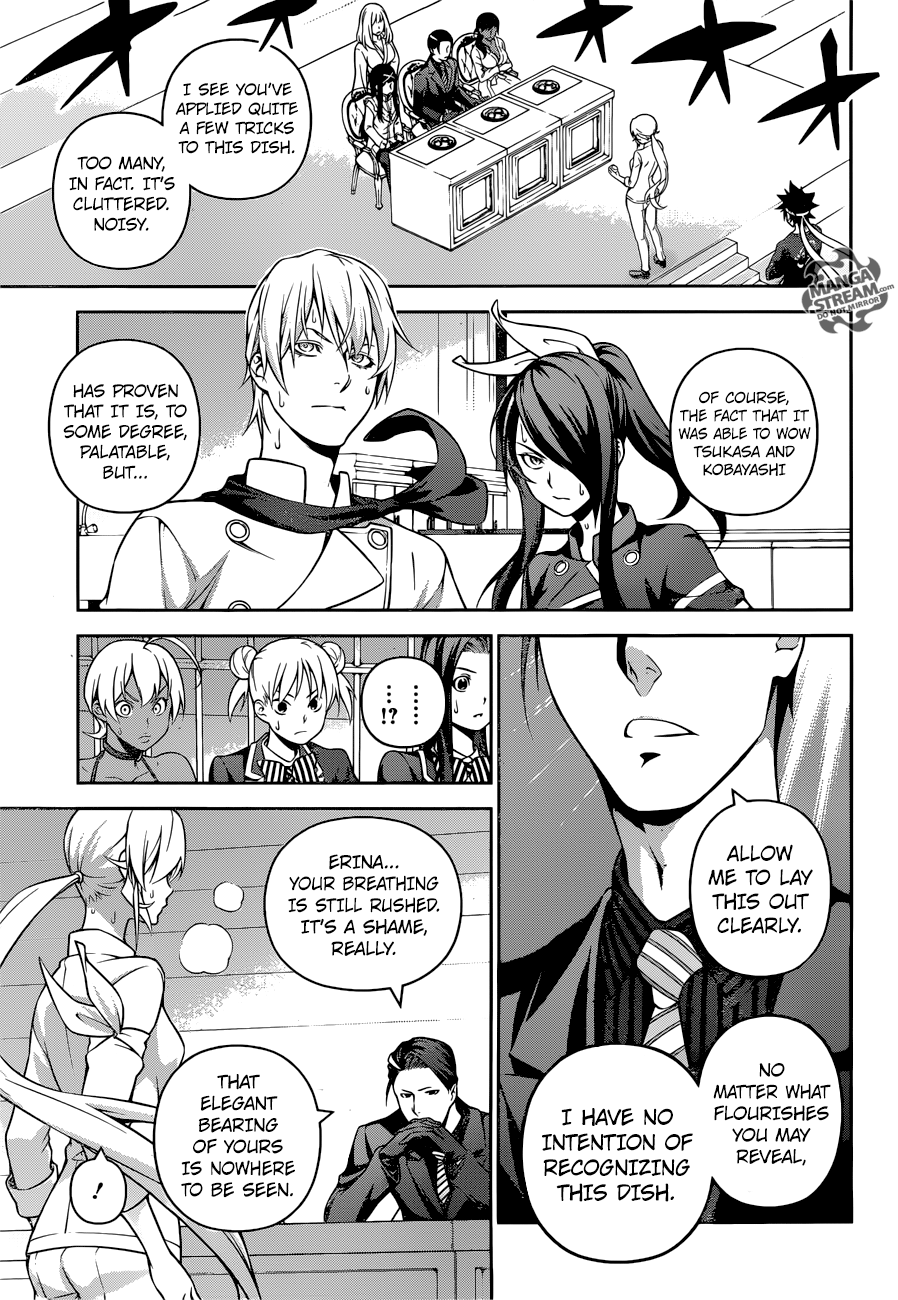 I SEE YOU'VE
APPLIED QUITE
A FEW TRICKS
TO THIS DISH.
TOO MANY,
IN FACT. IT'S
CLUTTERED.
NOISY.
MANGA
STREAM.com
DO NOT MIRROR
OF COURSE,
THE FACT THAT IT
WAS ABLE TO WOW
TSUKASA AND
KOBAYASHI
HAS PROVEN
THAT IT IS, TO
SOME DEGREE,
PALATABLE,
BUT...
ALLOW
ME TO LAY
THIS OUT
CLEARLY.
NO
MATTER WHAT
FLOURISHES
YOU MAY
REVEAL,
I HAVE NO
INTENTION OF
RECOGNIZING
THIS DISH.
......
!?
ERINA...
YOUR BREATHING
IS STILL RUSHED.
IT'S A SHAME,
REALLY.
THAT
ELEGANT
BEARING
OF YOURS
IS NOWHERE
TO BE SEEN.
!